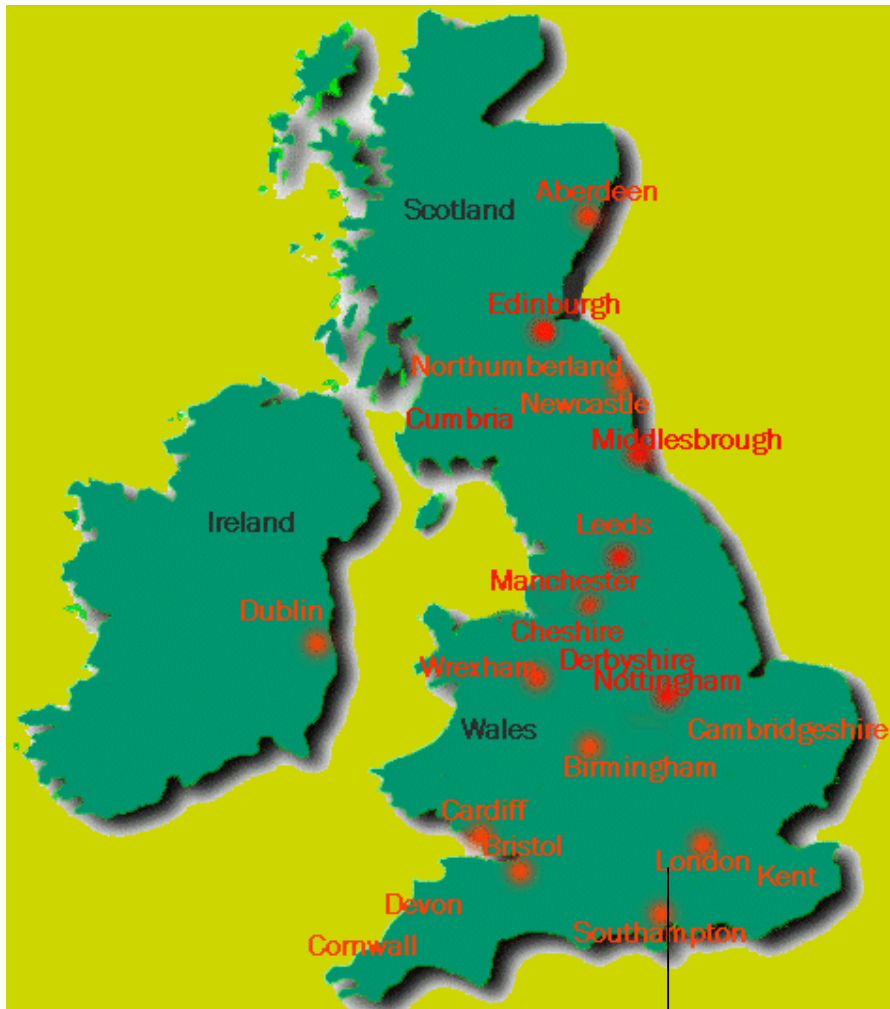 Aberdeen
Scotland
Edinburgh
Northumberland
Newcastle
Cumbria
Middlesbrough
Ireland
Leeds
Manchester
Dublin
Cheshire
Derbyshire
Wrexham
Nottingham
Wales
Cambridgeshire
Birmingham
Cardiff
Bristol
London
Kent
Devon
Southampton
Cornwall